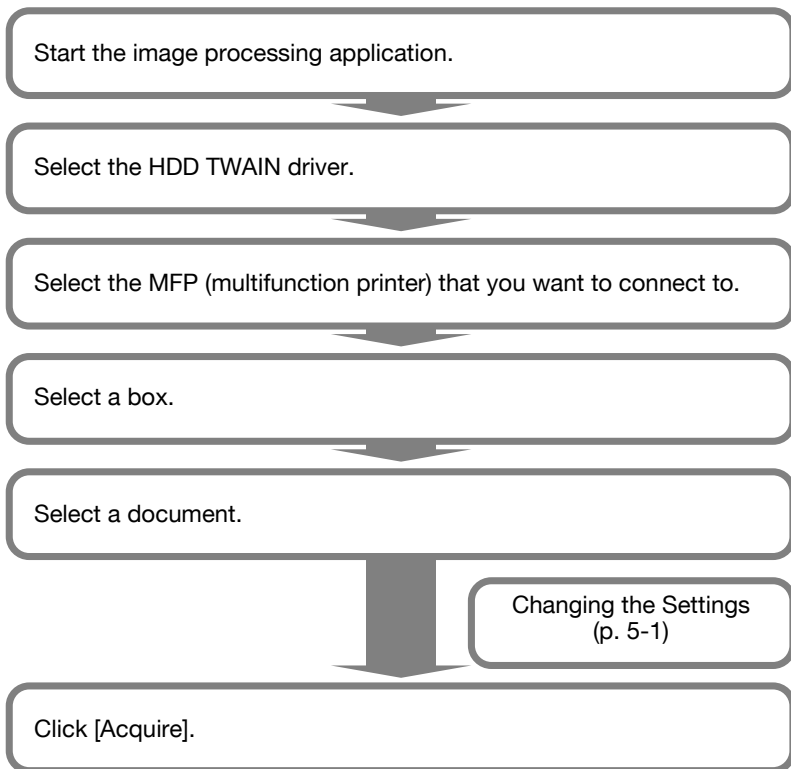 Start the image processing application.
Select the HDD TWAIN driver.
Select the MFP (multifunction printer) that you want to connect to.
Select a box.
Select a document.
Changing the Settings
(p. 5-1)
Click [Acquire].